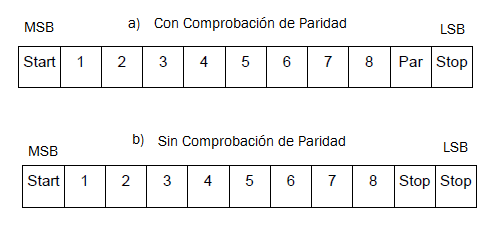 MSB
a) Con Comprobación de Paridad
LSB
Start 1 2 3 4 5 6 7 8 Par Stop
b) Sin Comprobación de Paridad
MSB
LSB
Start 1 2 3 4 5 6 7 8 Stop Stop